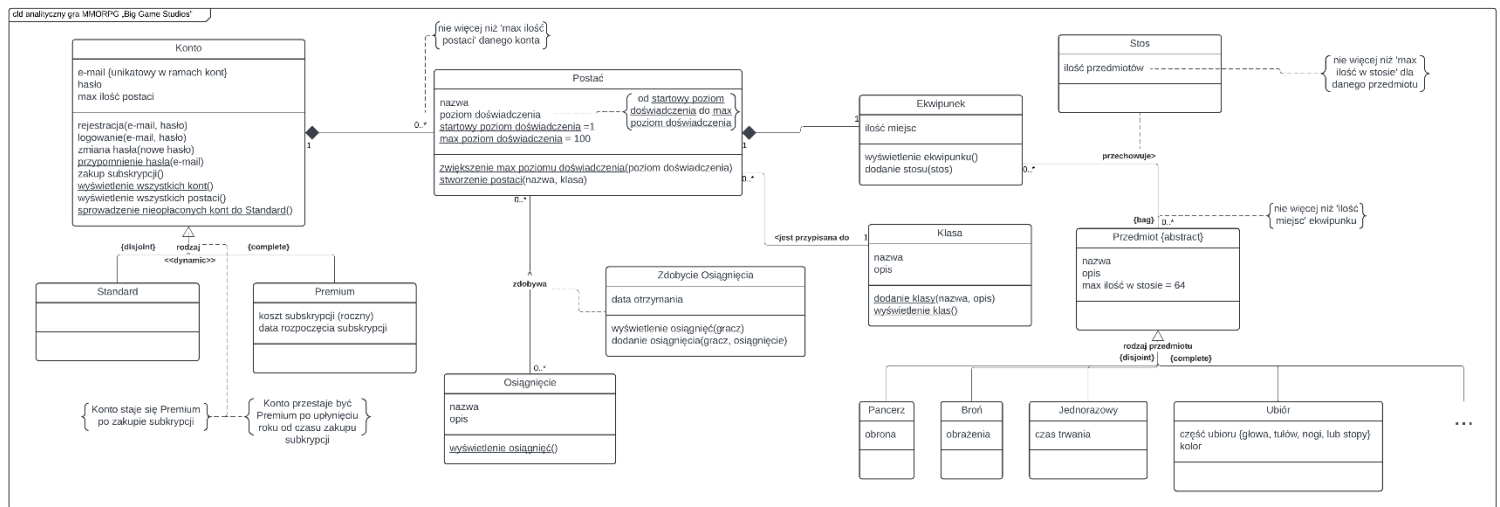 cld analityczny gra MMORPG „Big Game Studios"
Konto
e-mail {unikatowy w ramach kont}
hasło
max ilość postaci
rejestracja(e-mail, hasło)
logowanie(e-mail, hasło)
zmiana hasła(nowe hasło)
przypomnienie hasła(e-mail)
zakup subskrypcji()
wyświetlenie wszystkich kont()
wyświetlenie wszystkich postaci()
sprowadzenie nieopłaconych kont do Standard()
{disjoint}
rodzaj
{complete}
<<dynamic>>
Standard
Premium
koszt subskrypcji (roczny)
data rozpoczęcia subskrypcji
Konto staje się Premium
po zakupie subskrypcji
Konto przestaje być
Premium po upłynięciu
roku od czasu zakupu
subkrypcji
nie więcej niż 'max ilość
postaci' danego konta
0..*
1
Postać
nazwa
poziom doświadczenia
startowy poziom doświadczenia =1
max poziom doświadczenia = 100
od startowy poziom
doświadczenia do max
poziom doświadczenia
zwiększenie max poziomu doświadczenia(poziom doświadczenia)
stworzenie postaci(nazwa, klasa)
0..*
zdobywa
0..*
Zdobycie Osiągnięcia
data otrzymania
wyświetlenie osiągnięć(gracz)
dodanie osiągnięcia(gracz, osiągnięcie)
Osiągnięcie
nazwa
opis
wyświetlenie osiągnięć()
1
1
Ekwipunek
ilość miejsc
wyświetlenie ekwipunku()
dodanie stosu(stos)
0..*
0..*
<jest przypisana do
1
Klasa
nazwa
opis
dodanie klasy(nazwa, opis)
wyświetlenie klas()
Stos
ilość przedmiotów
nie więcej niż 'max
ilość w stosie' dla
danego przedmiotu
przechowuje>
{bag}
0..*
nie więcej niż 'ilość
miejsc' ekwipunku
Przedmiot {abstract}
nazwa
opis
max ilość w stosie = 64
rodzaj przedmiotu
{disjoint}
{complete}
Pancerz
obrona
Broń
obrażenia
Jednorazowy
czas trwania
Ubiór
część ubioru {głowa, tułów, nogi, lub stopy}
kolor
...